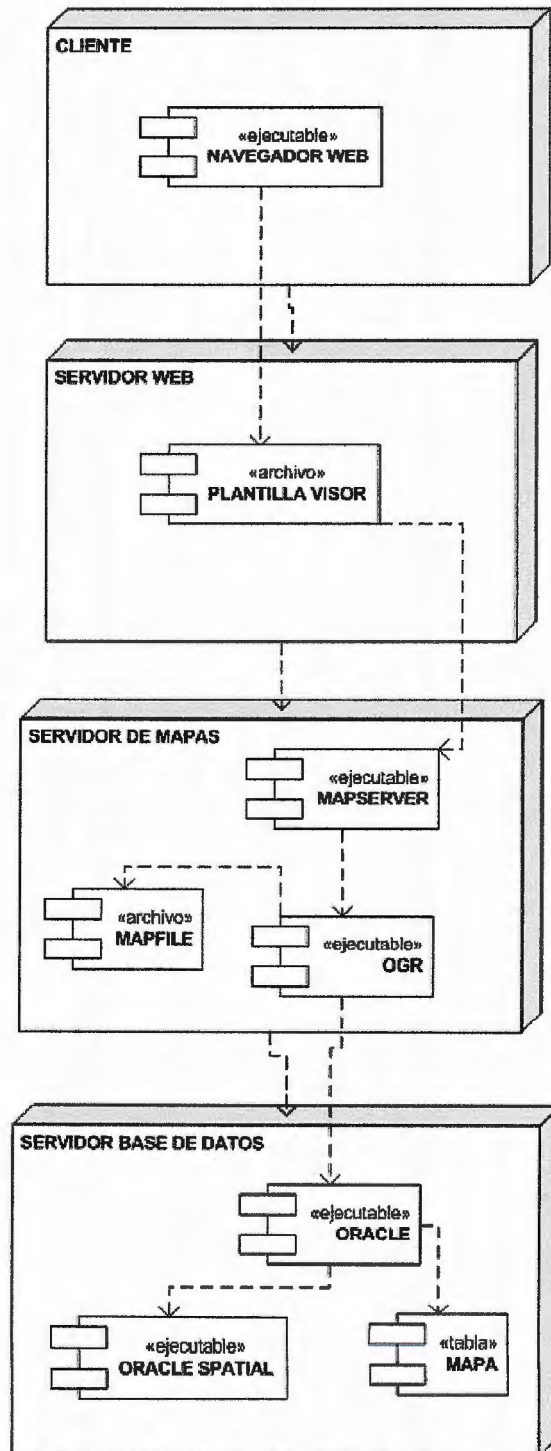 CLIENTE
«ejecutable»
NAVEGADOR WEB
SERVIDOR WEB
«archivo»
PLANTILLA VISOR
SERVIDOR DE MAPAS
«ejecutable»
MAPSERVER
«archivo»
MAPFILE
«ejecutable»
OGR
SERVIDOR BASE DE DATOS
«ejecutable»
ORACLE
«ejecutable»
ORACLE SPATIAL
«tabla»
MAPA